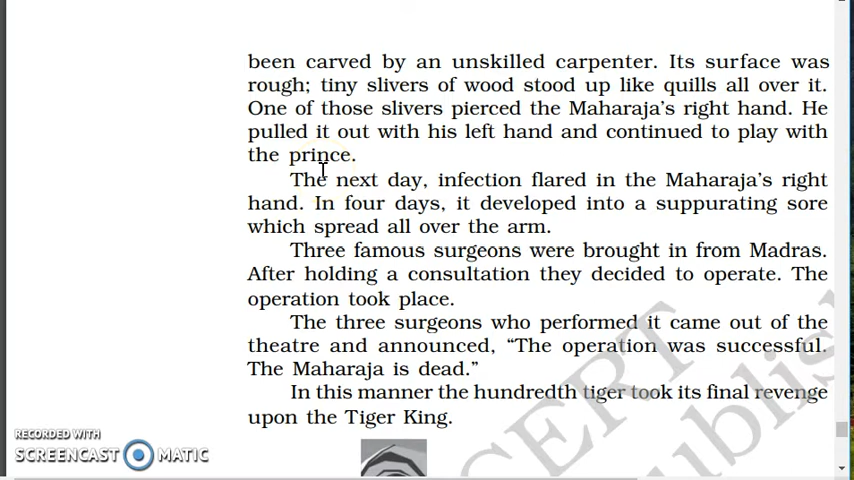 been carved by an unskilled carpenter. Its surface was
rough; tiny slivers of wood stood up like quills all over it.
One of those slivers pierced the Maharaja's right hand. He
pulled it out with his left hand and continued to play with
the prince.
The next day, infection flared in the Maharaja's right
hand. In four days, it developed into a suppurating sore
which spread all over the arm.
Three famous surgeons were brought in from Madras.
After holding a consultation they decided to operate. The
operation took place.
The three surgeons who performed it came out of the
theatre and announced, “The operation was successful.
The Maharaja is dead.”
In this manner the hundredth tiger took its final revenge
upon the Tiger King.
RECORDED WITH
SCREENCAST MATIC
CERT